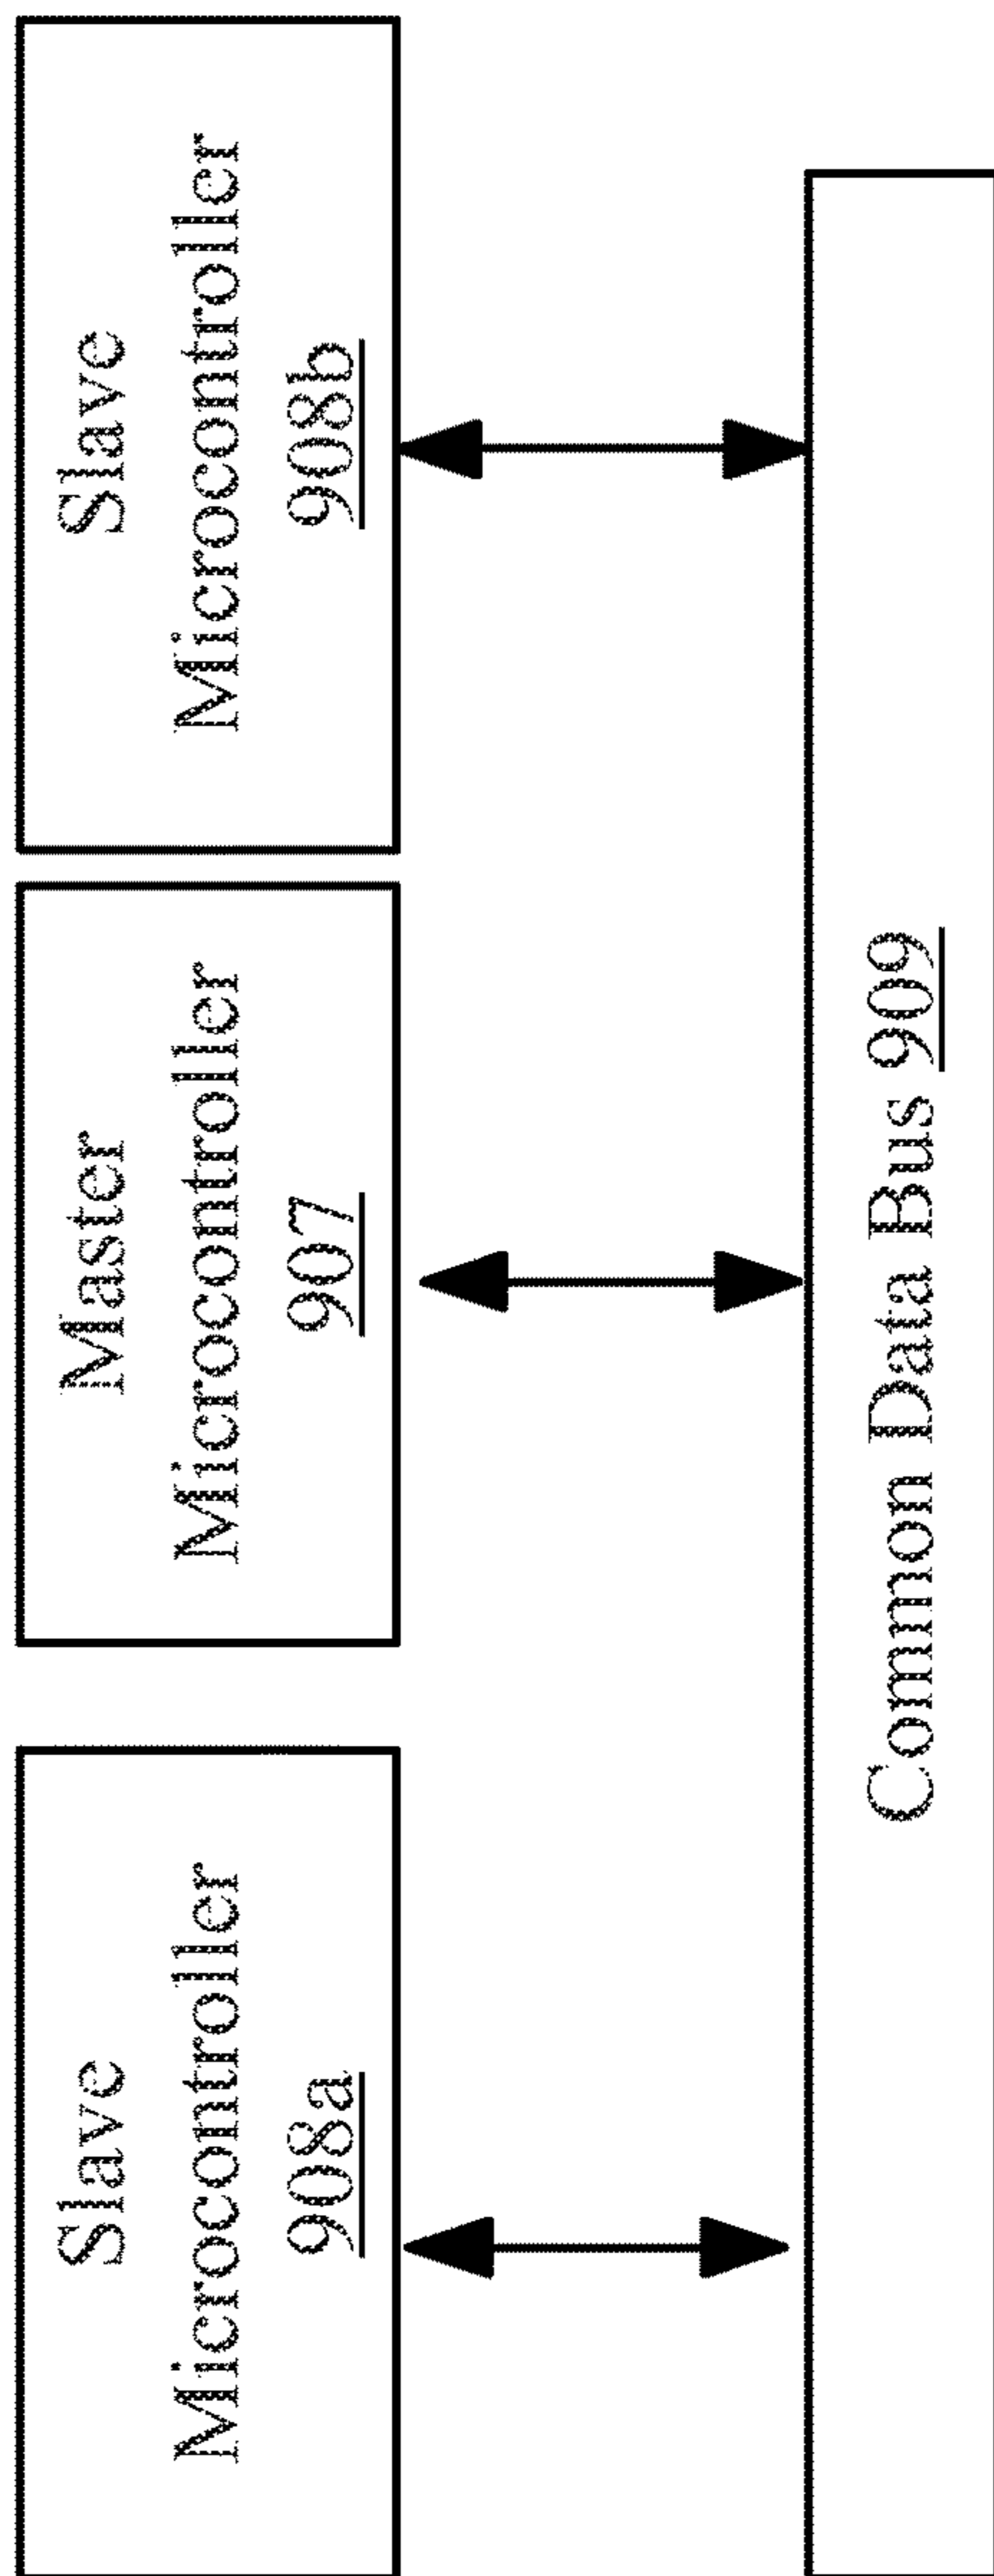 Slave
Microcontroller
908a
Master
Microcontroller
907
Slave
Microcontroller
908b
Common Data Bus 909